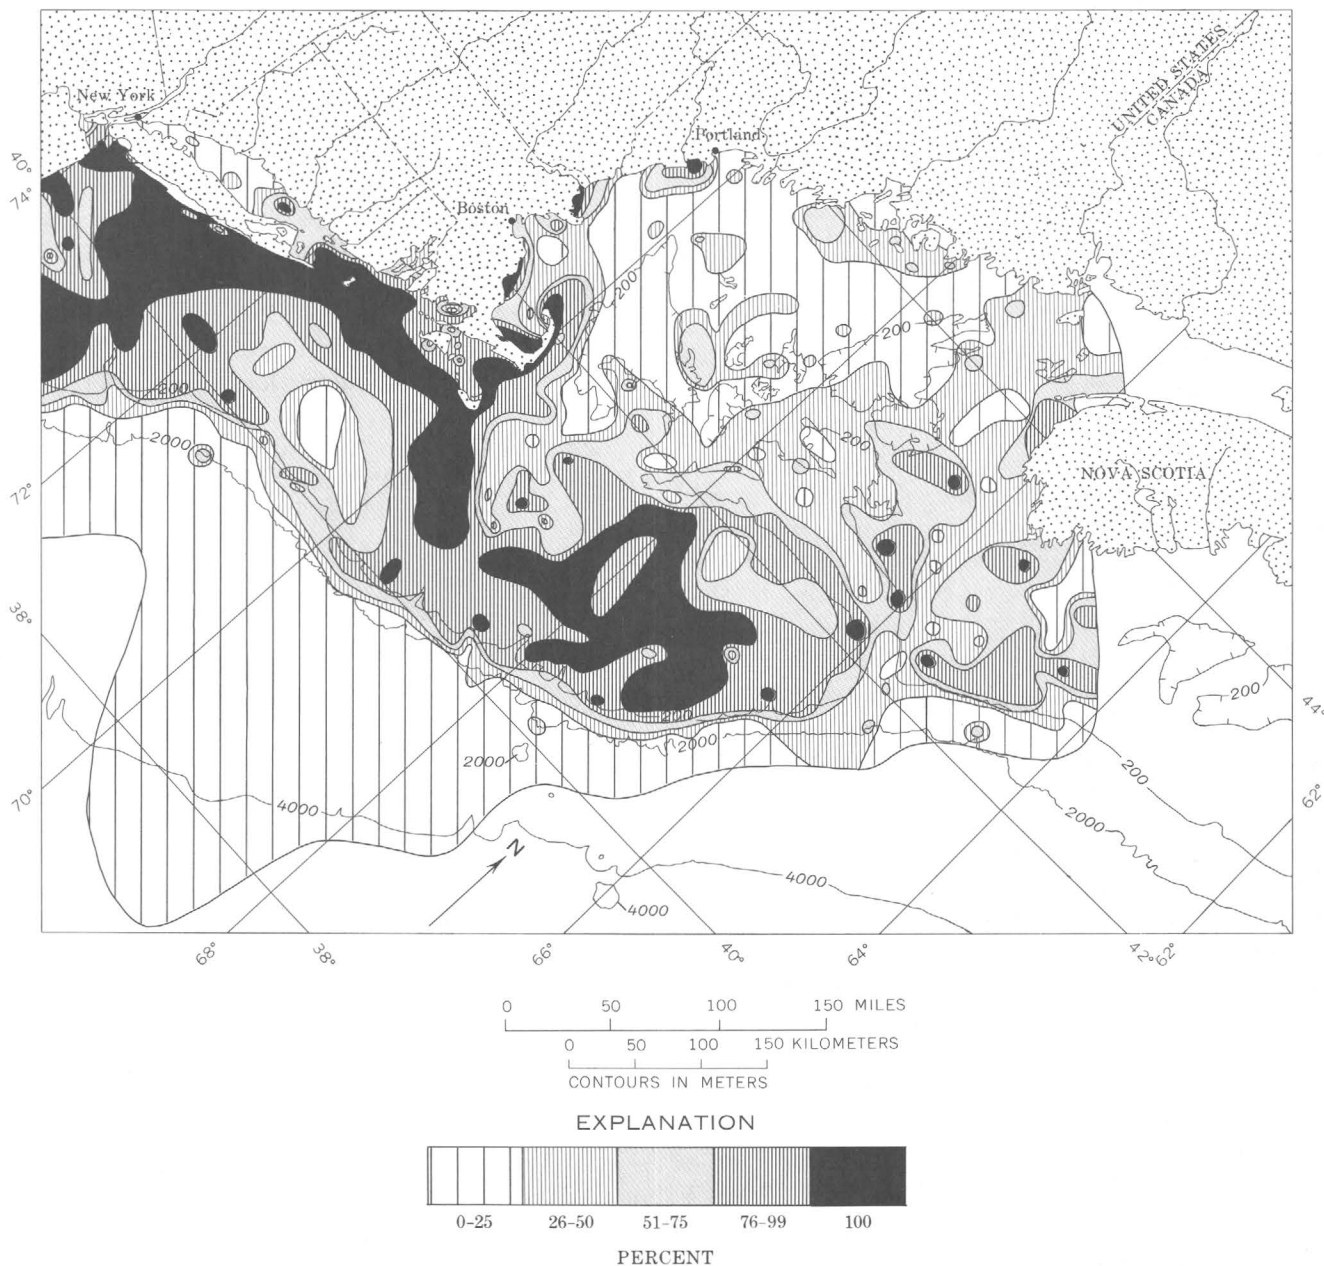 New York
UNITED STATES
CANADA
Portland
40°
74°
Boston
200
200
200
2000
200
NOVA SCOTIA
72°
38°
200
200
44°
2000
2000
200
62°
70°
4000
2000
4000
4000
N
68°
38°
66°
40°
64°
42°
62°
0 50 100 150 MILES
0 50 100 150 KILOMETERS
CONTOURS IN METERS
EXPLANATION
0-25 26-50 51-75 76-99 100
PERCENT